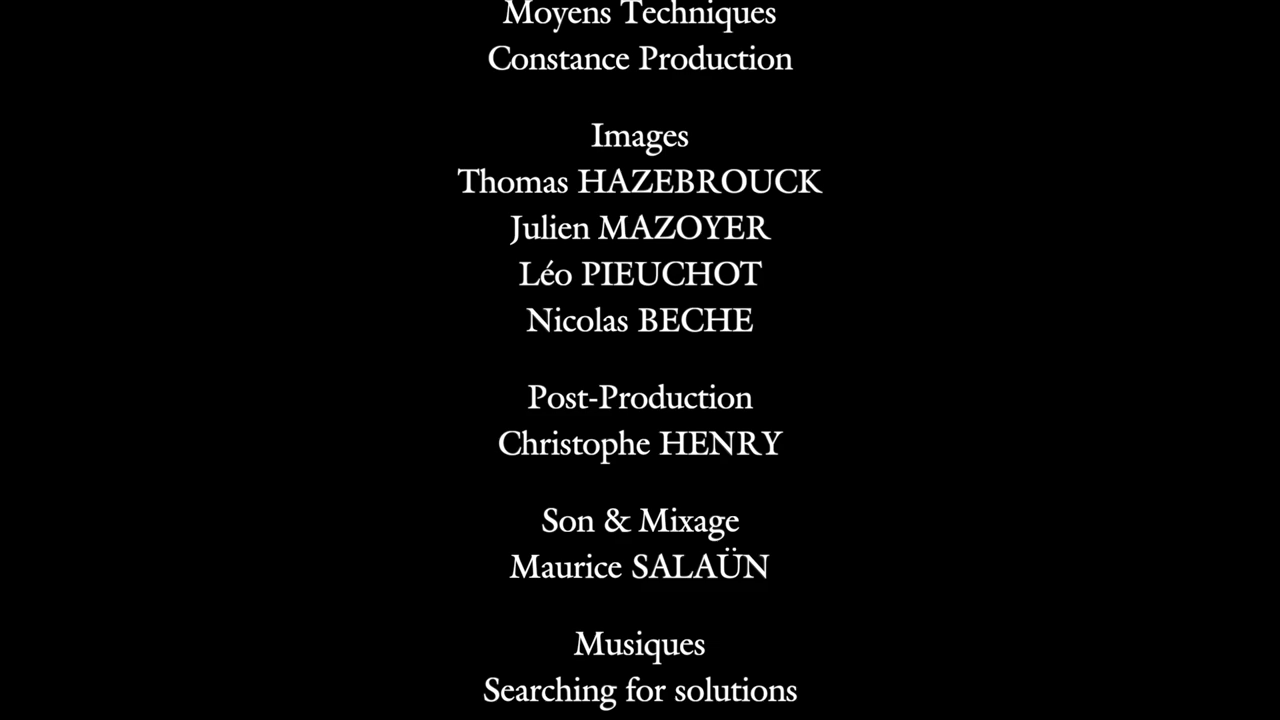 Moyens Techniques
Constance Production
Images
Thomas HAZEBROUCK
Julien MAZOYER
Léo PIEUCHOT
Nicolas BECHE
Post-Production
Christophe HENRY
Son & Mixage
Maurice SALAÜN
Musiques
Searching for solutions